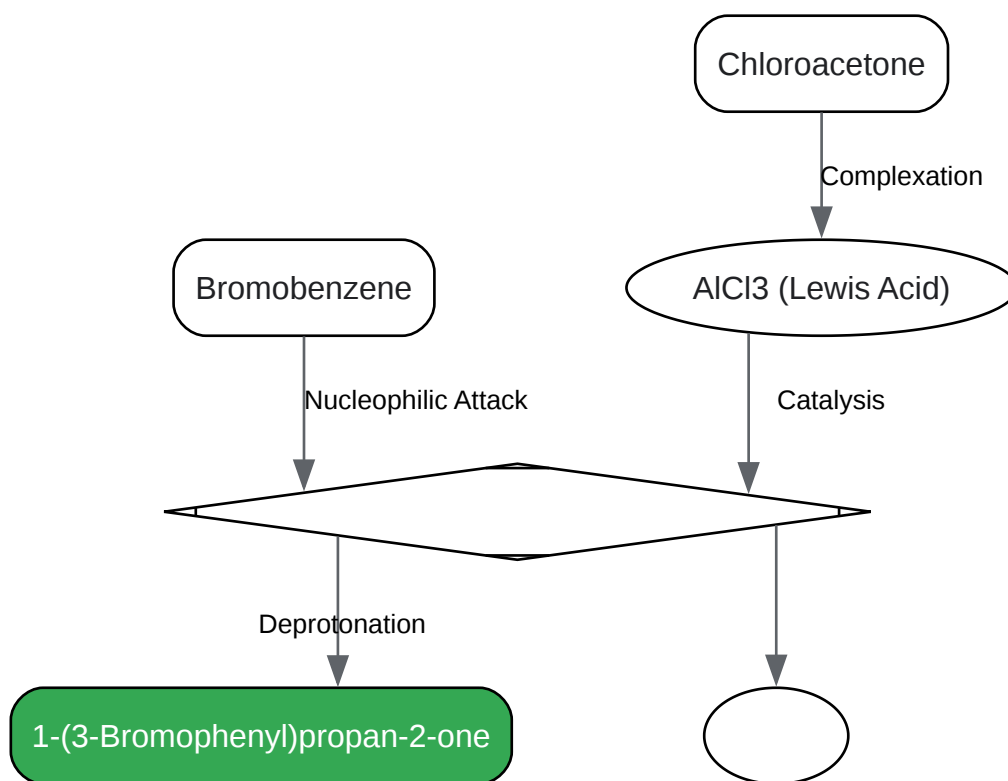 Chloroacetone
Complexation
Bromobenzene
AlCl3 (Lewis Acid)
Nucleophilic Attack
Catalysis
Deprotonation
1-(3-Bromophenyl)propan-2-one